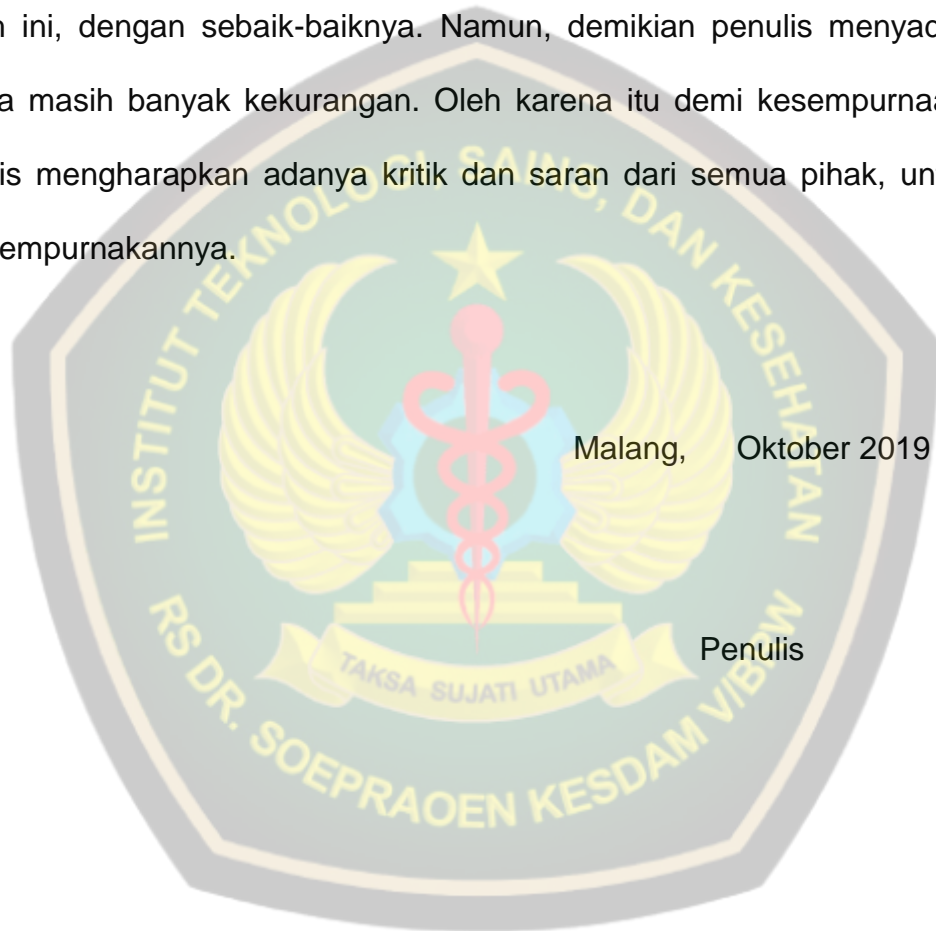 n ini, dengan sebaik-baiknya. Namun, demikian penulis menyad
a masih banyak kekurangan. Oleh karena itu demi kesempurnaa
is mengharapkan adanya kritik dan saran dari semua pihak, un
empurnakannya.
INSTITUT TEKNOLOGI, SAINS, DAN KESEHATAN
Malang, Oktober 2019
Penulis
TAKSA SUJATI UTAMA
RS DR. SOEPRAOEN KESDAM V/BRW